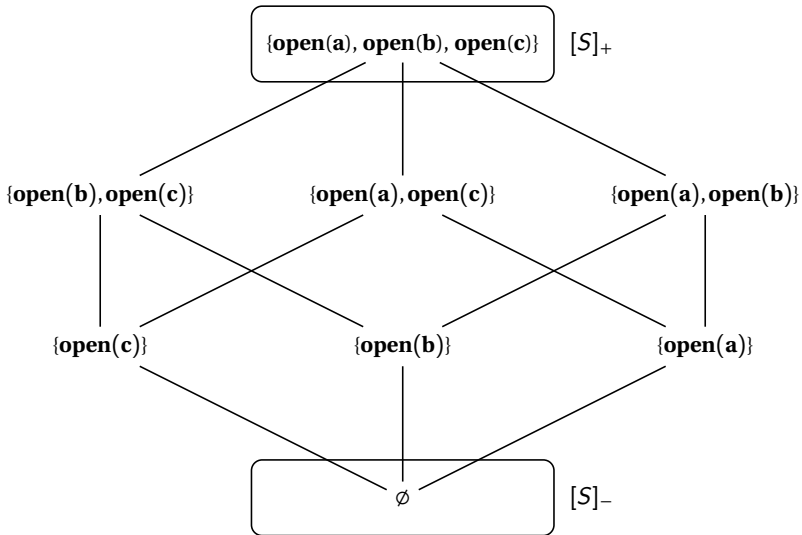 {open(a), open(b), open(c)} [S]₊
{open(b), open(c)} {open(a), open(c)} {open(a), open(b)}
{open(c)} {open(b)} {open(a)}
∅ [S]₋